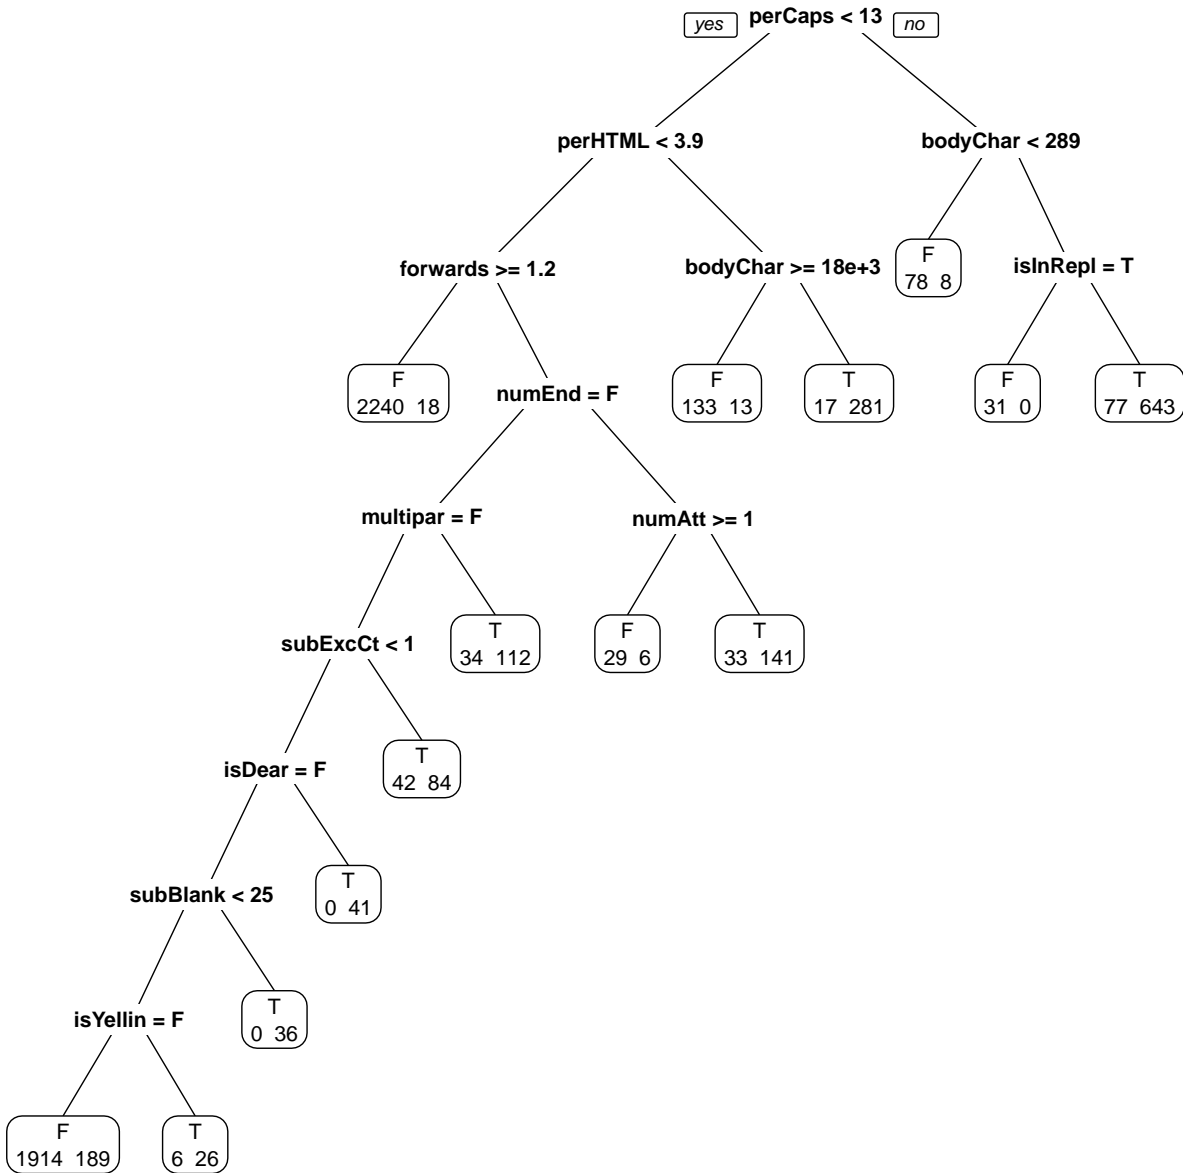 yes perCaps < 13 no
perHTML < 3.9 bodyChar < 289
forwards >= 1.2 bodyChar >= 18e+3 F isInRepl = T
78 8
F numEnd = F F T F T
2240 18 133 13 17 281 31 0 77 643
multipar = F numAtt >= 1
subExcCt < 1 T F T
34 112 29 6 33 141
isDear = F T
42 84
subBlank < 25 T
0 41
isYellin = F T
0 36
F T
1914 189 6 26